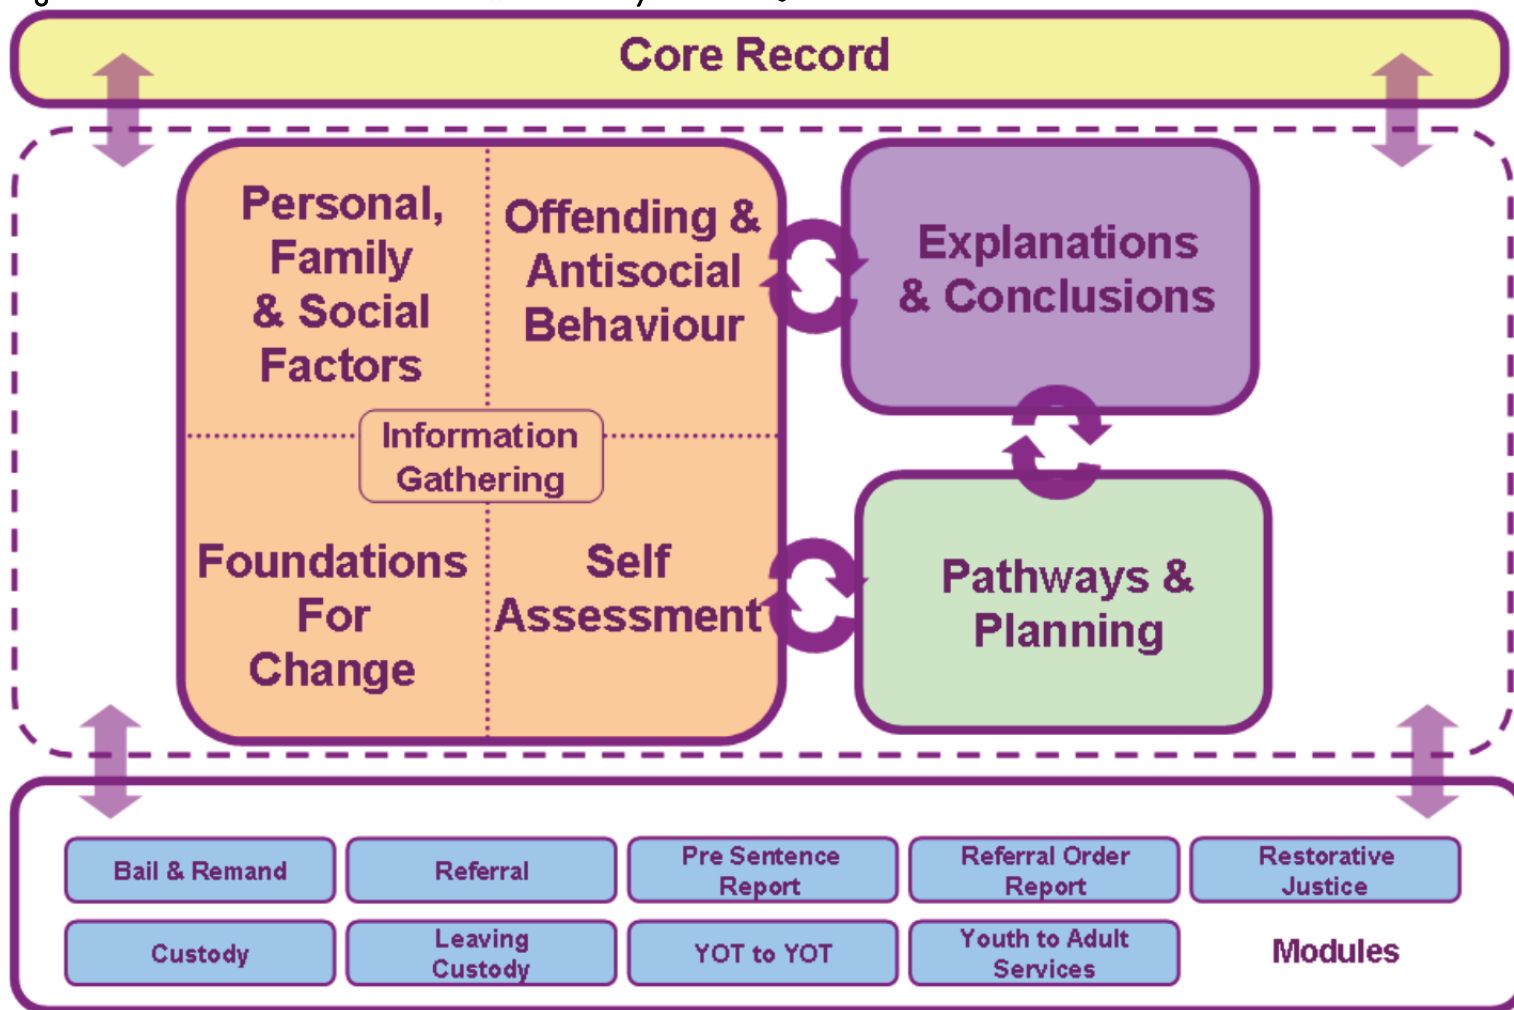 Core Record
Personal,
Family
& Social
Factors
Offending &
Antisocial
Behaviour
Explanations
& Conclusions
Information
Gathering
Foundations
For
Change
Self
Assessment
Pathways &
Planning
Bail & Remand
Referral
Pre Sentence
Report
Referral Order
Report
Restorative
Justice
Custody
Leaving
Custody
YOT to YOT
Youth to Adult
Services
Modules